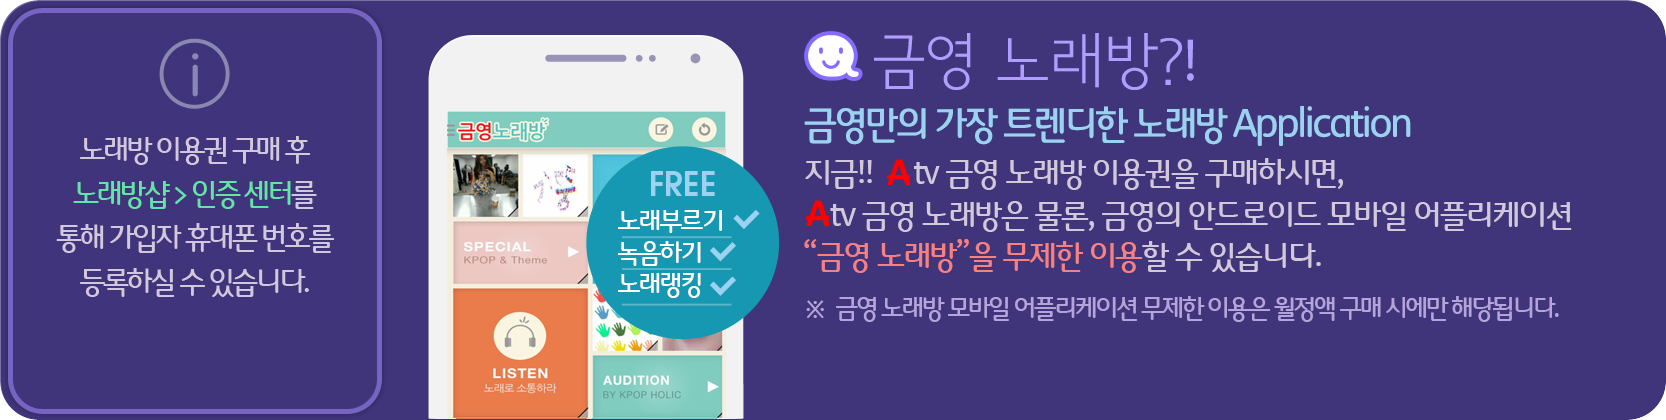 노래방 이용권 구매 후
노래방샵 > 인증 센터를
통해 가입자 휴대폰 번호를
등록하실 수 있습니다.
금영노래방
SPECIAL
KPOP & Theme
LISTEN
노래로 소통하라
AUDITION
BY KPOP HOLIC
FREE
노래부르기
녹음하기
노래랭킹
금영 노래방?!
금영만의 가장 트렌디한 노래방 Application
지금!! Atv 금영 노래방 이용권을 구매하시면,
Atv 금영 노래방은 물론, 금영의 안드로이드 모바일 어플리케이션
“금영 노래방”을 무제한 이용할 수 있습니다.
※ 금영 노래방 모바일 어플리케이션 무제한 이용은 월정액 구매 시에만 해당됩니다.